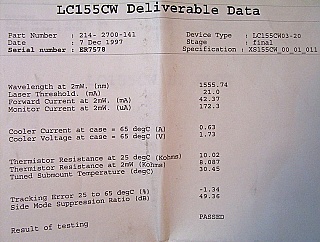 LC155CW Deliverable Data
Part Number : 214- 2700-141 Device Type : LC155CW03-20
Date : 7 Dec 1997 Stage : final
Serial number : ER7578 Specification : XS155CW_00_01_011
Wavelength at 2mW. (nm) 1555.74
Laser Threshold. (mA) 21.0
Forward Current at 2mW. (mA) 42.37
Monitor Current at 2mW. (uA) 172.3
Cooler Current at case = 65 degC (A) 0.63
Cooler Voltage at case = 65 degC (V) 1.73
Thermistor Resistance at 25 degC (Kohms) 10.02
Thermistor Resistance at 2mW (Kohms) 8.087
Tuned Submount Temperature (degC) 30.45
Tracking Error 25 to 65 degC (%) -1.34
Side Mode Suppression Ratio (dB) 49.36
Result of testing PASSED